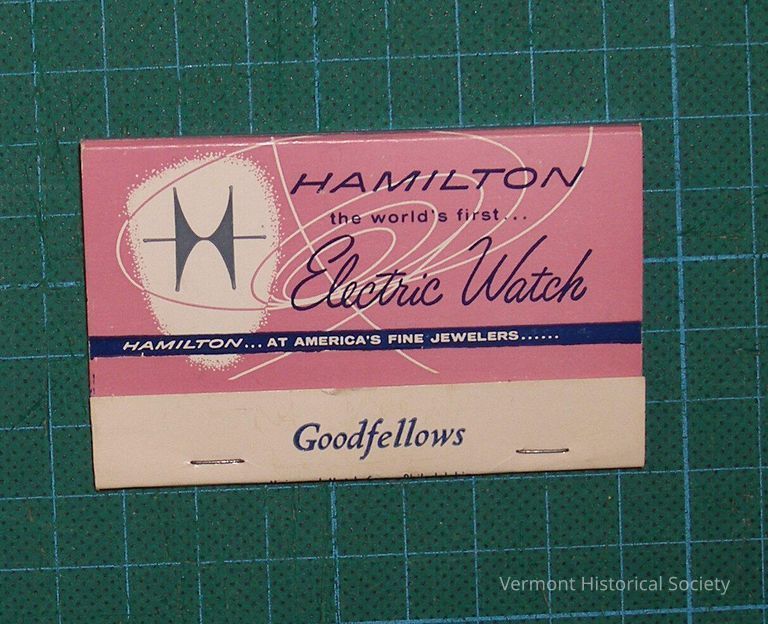 HAMILTON
the world's first...
Electric Watch
HAMILTON... AT AMERICA'S FINE JEWELERS......
Goodfellows
Vermont Historical Society